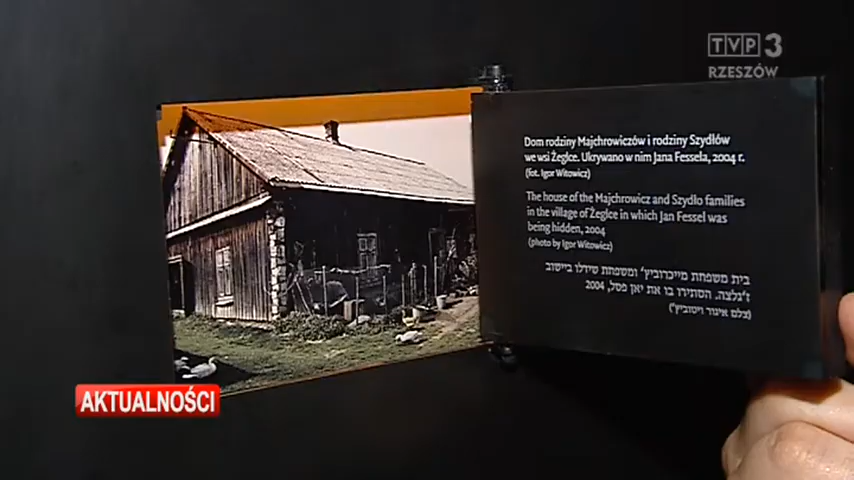 TVP3
RZESZÓW
Dom rodziny Majchrowiczów i rodziny Szydłów
we wsi Żegłce. Ukrywano w nim Jana Fessela, 2004 r.
(fot. Igor Witowicz)
The house of the Majchrowicz and Szydło families
in the village of Żeglce in which Jan Fessel was
being hidden, 2004
(photo by Igor Witowicz)
בית משפחת מייכרוביץ' ומשפחת שידלו ביישוב
ז'גלצה. הסתירו בו את יאן פסל, 2004
(צלם איגור ויטוביץ')
AKTUALNOŚCI